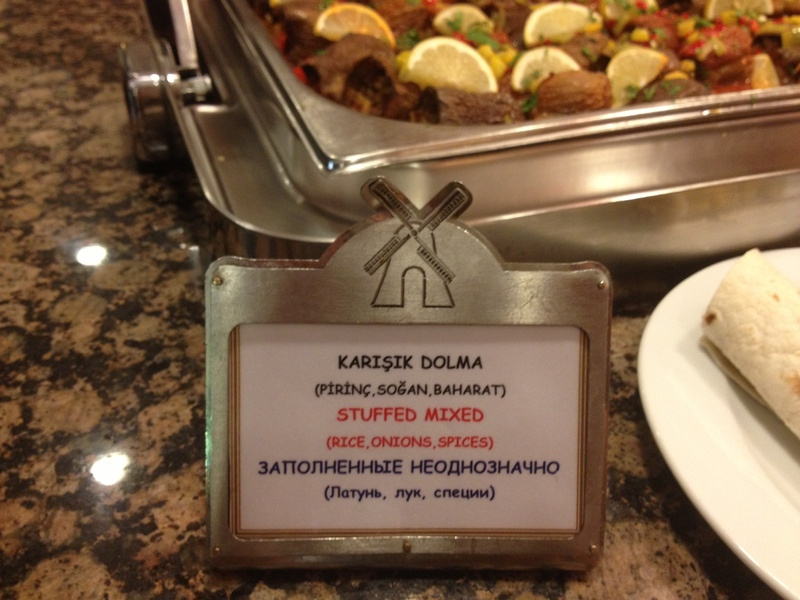 KARIŞIK DOLMA
(PİRİNÇ,SOĞAN,BAHARAT)
STUFFED MIXED
(RICE,ONIONS,SPICES)
ЗАПОЛНЕННЫЕ НЕОДНОЗНАЧНО
(Латунь, лук, специи)